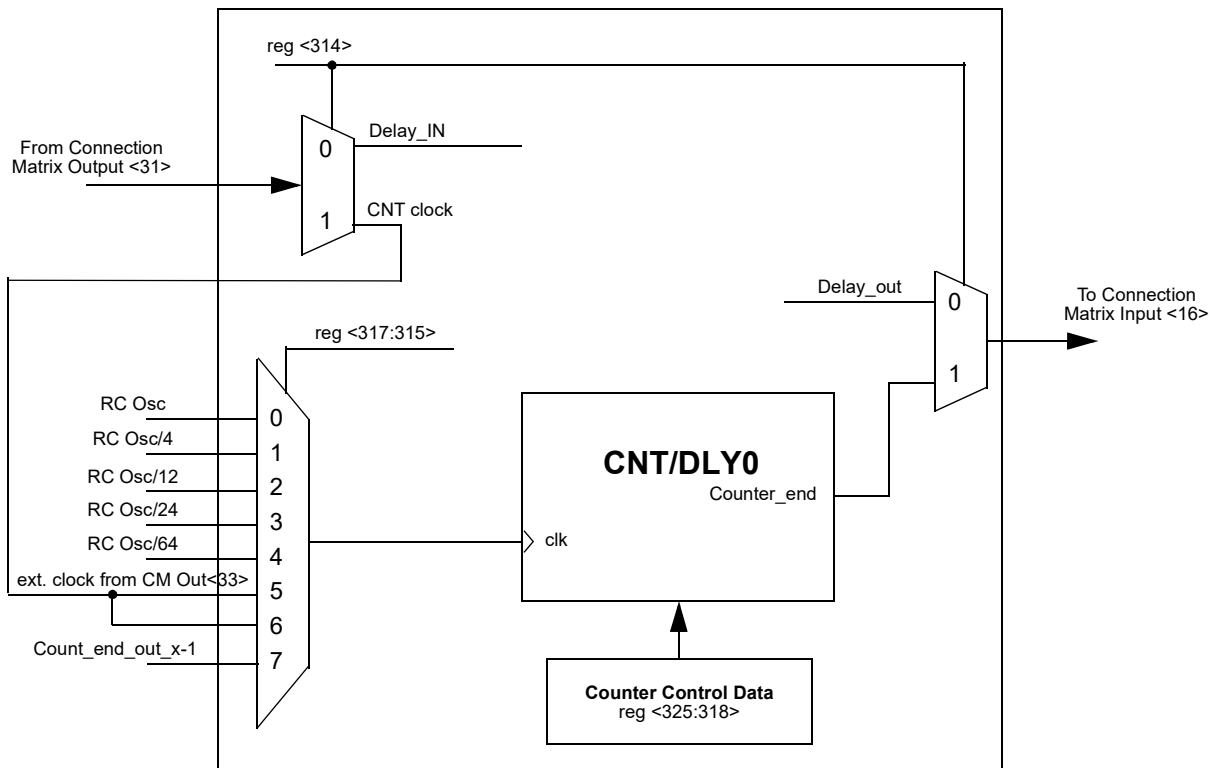 reg <314>
From Connection
Matrix Output <31>
0
1
Delay_IN
CNT clock
Delay_out
0
1
To Connection
Matrix Input <16>
reg <317:315>
RC Osc
RC Osc/4
RC Osc/12
RC Osc/24
RC Osc/64
ext. clock from CM Out<33>
Count_end_out_x-1
0
1
2
3
4
5
6
7
CNT/DLY0
Counter_end
clk
Counter Control Data
reg <325:318>